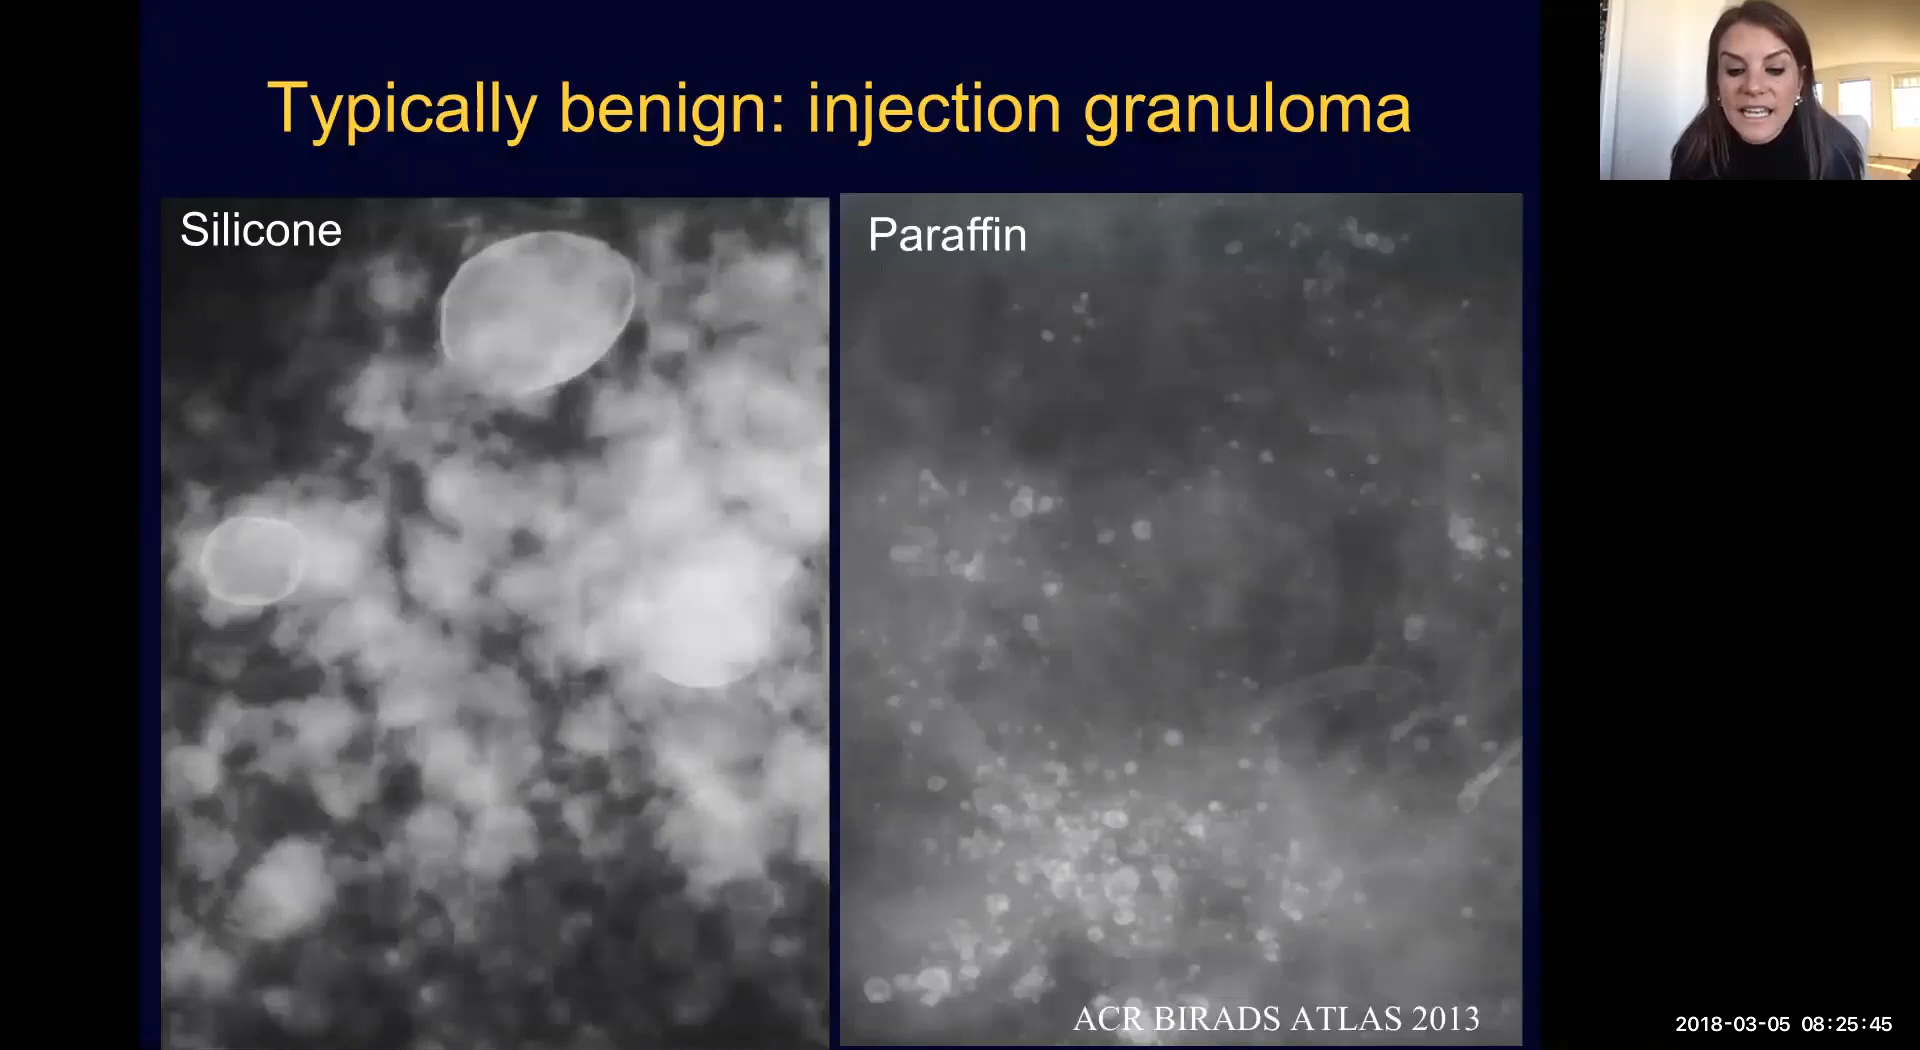 Typically benign: injection granuloma
Silicone
Paraffin
ACR BIRADS ATLAS 2013
2018-03-05 08:25:45